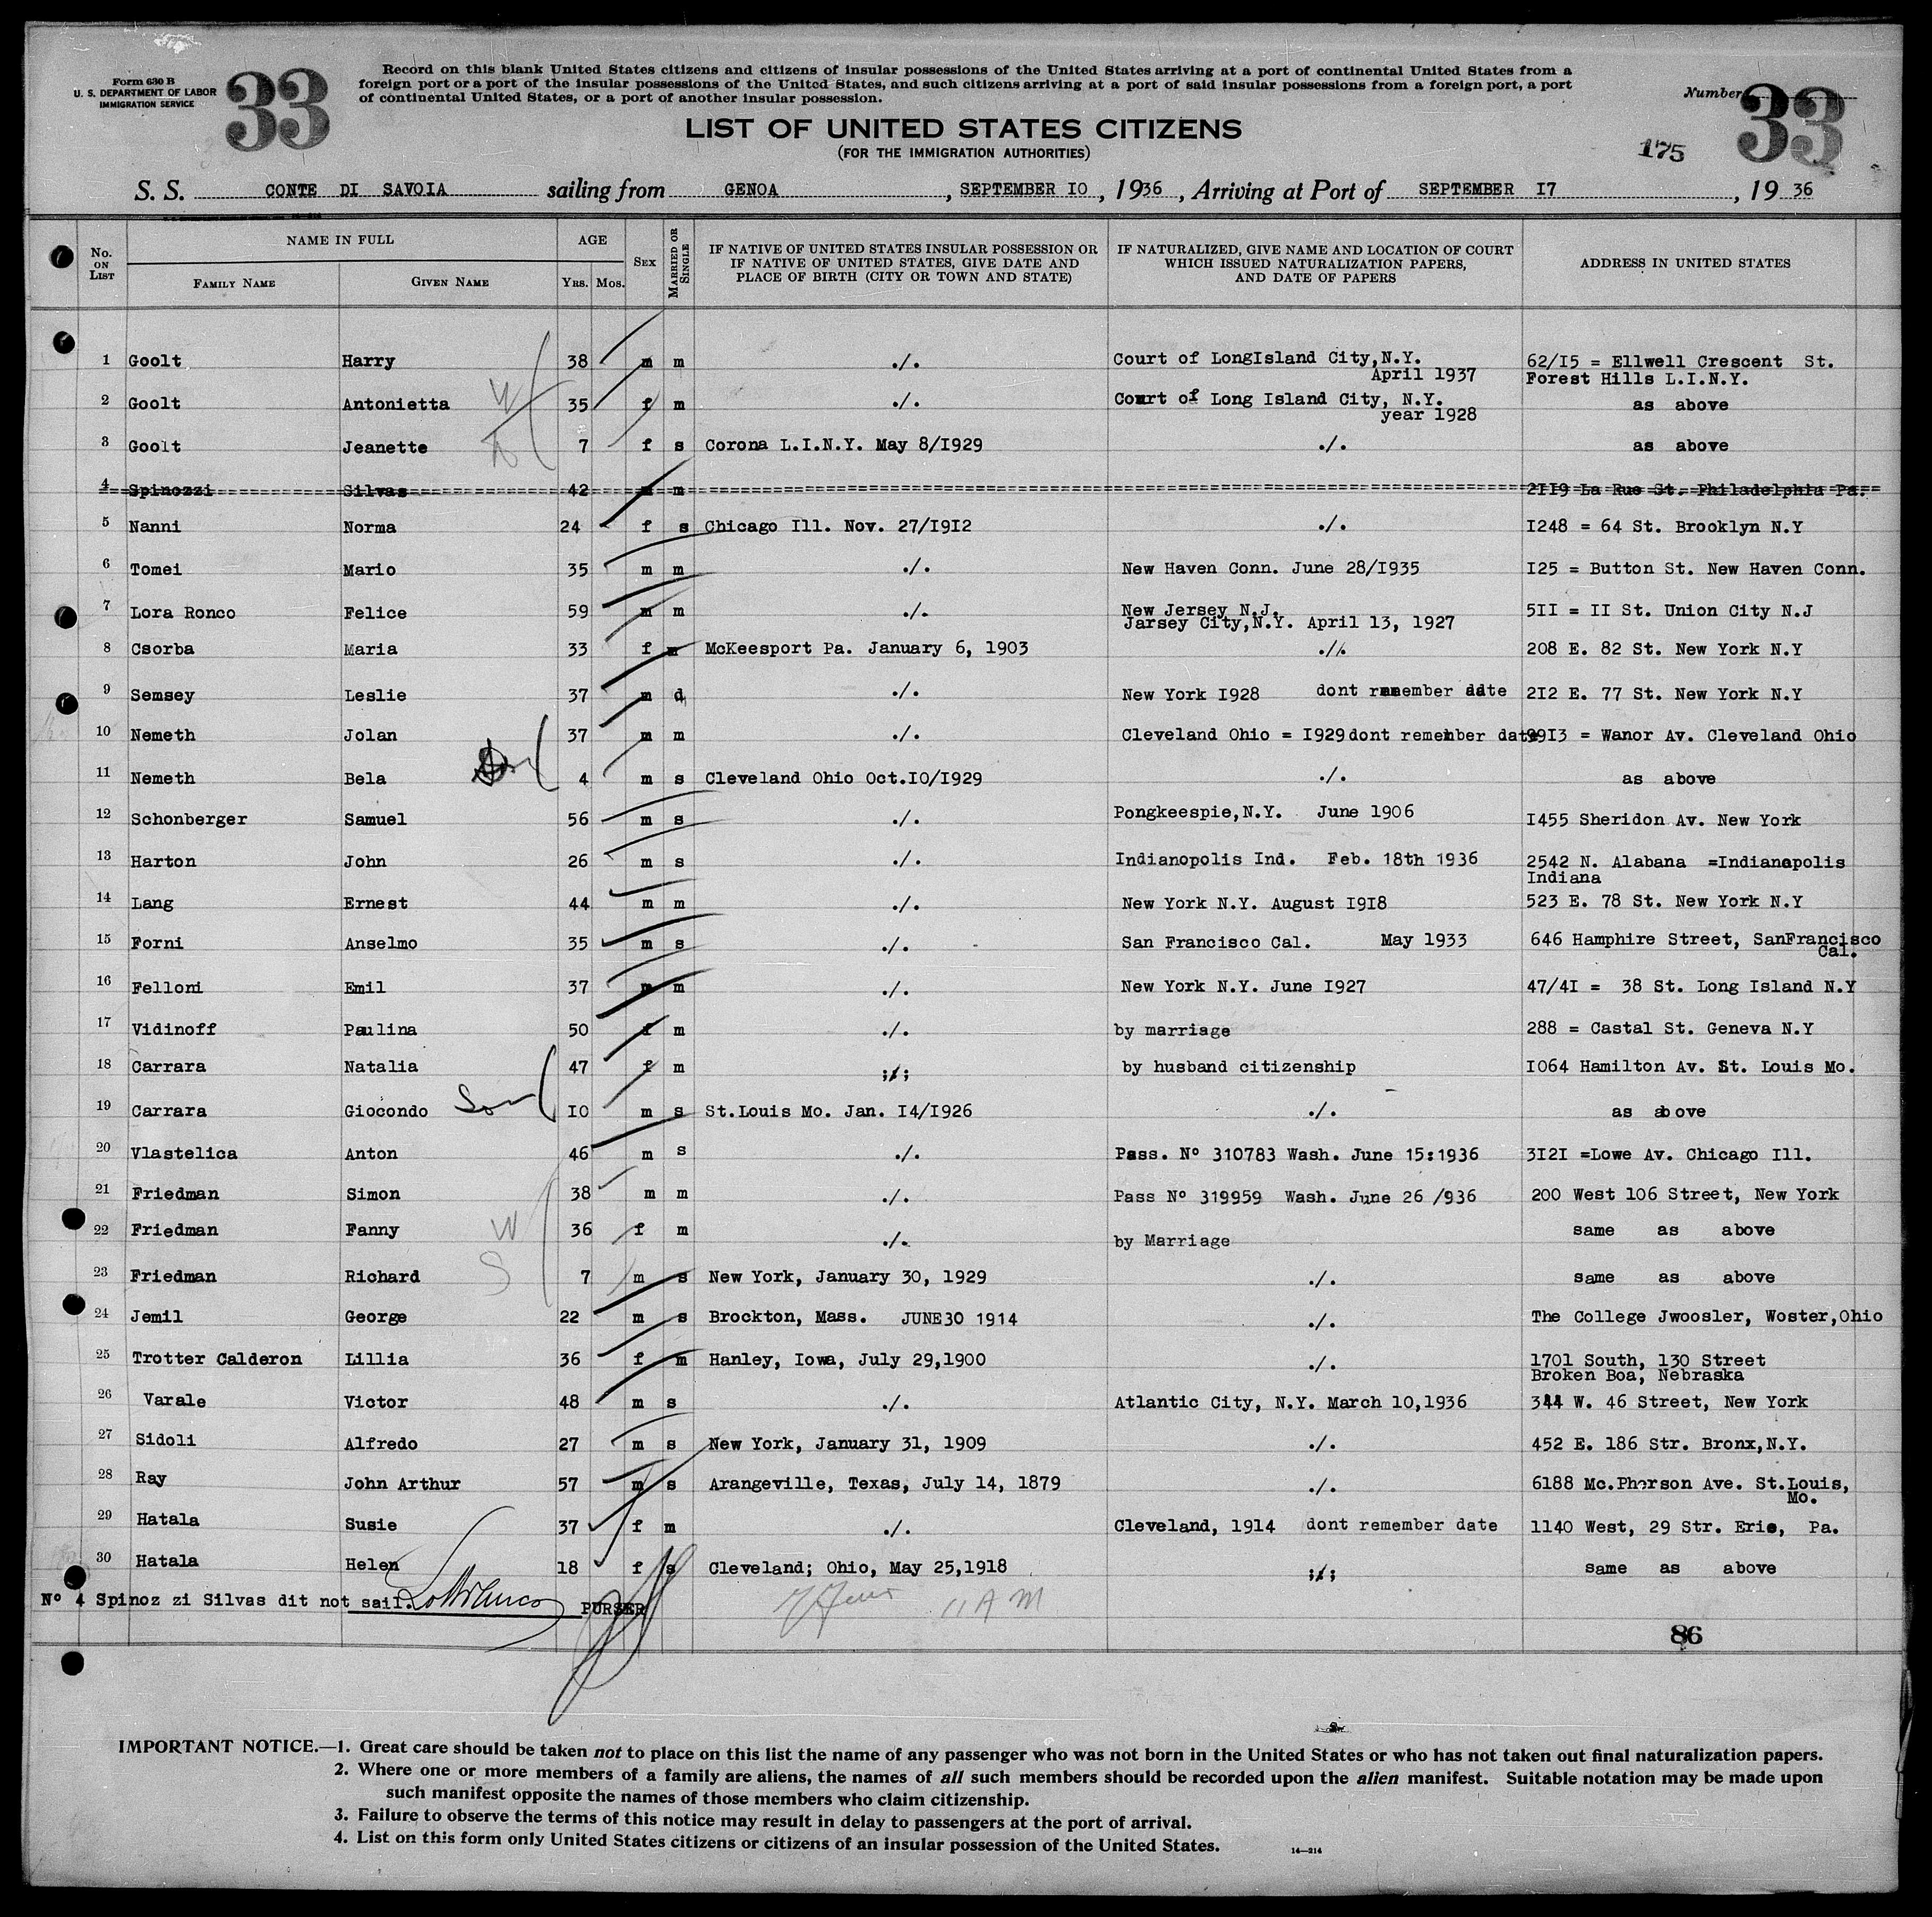 Form 630 B
U. S. DEPARTMENT OF LABOR
IMMIGRATION SERVICE
33
Record on this blank United States citizens and citizens of insular possessions of the United States arriving at a port of continental United States from a
foreign port or a port of the insular possessions of the United States, and such citizens arriving at a port of said insular possessions from a foreign port, a port
of continental United States, or a port of another insular possession.
Number 33
LIST OF UNITED STATES CITIZENS
(FOR THE IMMIGRATION AUTHORITIES)
175
S. S. CONTE DI SAVOIA sailing from GENOA, SEPTEMBER I0, 1936, Arriving at Port of SEPTEMBER I7, 19 36
No. ON LIST NAME IN FULL FAMILY NAME GIVEN NAME AGE YRS. MOS. SEX MARRIED OR SINGLE IF NATIVE OF UNITED STATES INSULAR POSSESSION OR IF NATIVE OF UNITED STATES, GIVE DATE AND PLACE OF BIRTH (CITY OR TOWN AND STATE) IF NATURALIZED, GIVE NAME AND LOCATION OF COURT WHICH ISSUED NATURALIZATION PAPERS, AND DATE OF PAPERS ADDRESS IN UNITED STATES
1 Goolt Harry 38 m m ./. Court of LongIsland City,N.Y. April 1937 62/I5 = Ellwell Crescent St. Forest Hills L.I.N.Y.
2 Goolt Antonietta W 35 f m ./. Court of Long Island City, N.Y. year 1928 as above
3 Goolt Jeanette D 7 f s Corona L.I.N.Y. May 8/I929 ./. as above
4 Spinozzi Silvas 42 m m 2II9 La Rue St. Philadelphia Pa.
5 Nanni Norma 24 f s Chicago Ill. Nov. 27/I9I2 ./. I248 = 64 St. Brooklyn N.Y
6 Tomei Mario 35 m m ./. New Haven Conn. June 28/I935 I25 = Button St. New Haven Conn.
7 Lora Ronco Felice 59 m m ./. New Jersey N.J. Jarsey City,N.Y. April 13, 1927 5II = II St. Union City N.J
8 Csorba Maria 33 f m McKeesport Pa. January 6, 1903 ./. 208 E. 82 St. New York N.Y
9 Semsey Leslie 37 m d ./. New York I928 dont remember date 2I2 E. 77 St. New York N.Y
10 Nemeth Jolan 37 m m ./. Cleveland Ohio = I929 dont remember date 99I3 = Wanor Av. Cleveland Ohio
11 Nemeth Bela Son 4 m s Cleveland Ohio Oct.IO/I929 ./. as above
12 Schonberger Samuel 56 m s ./. Pongkeespie,N.Y. June 1906 I455 Sheridon Av. New York
13 Harton John 26 m s ./. Indianopolis Ind. Feb. 18th 1936 2542 N. Alabana =Indianapolis Indiana
14 Lang Ernest 44 m m ./. New York N.Y. August I9I8 523 E. 78 St. New York N.Y
15 Forni Anselmo 35 m s ./. San Francisco Cal. May 1933 646 Hamphire Street, SanFrancisco Cal.
16 Felloni Emil 37 m m ./. New York N.Y. June I927 47/4I = 38 St. Long Island N.Y
17 Vidinoff Paulina 50 f m ./. by marriage 288 = Castal St. Geneva N.Y
18 Carrara Natalia 47 f m ;/; by husband citizenship I064 Hamilton Av. St. Louis Mo.
19 Carrara Giocondo Son IO m s St.Louis Mo. Jan. I4/I926 ./. as above
20 Vlastelica Anton 46 m s ./. Pass. Nº 310783 Wash. June 15:1936 3I2I =Lowe Av. Chicago Ill.
21 Friedman Simon 38 m m ./. Pass Nº 319959 Wash. June 26 /936 200 West 106 Street, New York
22 Friedman Fanny W 36 f m ./. by Marriage same as above
23 Friedman Richard S 7 m s New York, January 30, 1929 ./. same as above
24 Jemil George 22 m s Brockton, Mass. JUNE30 1914 ./. The College Jwoosler, Woster,Ohio
25 Trotter Calderon Lillia 36 f m Hanley, Iowa, July 29,1900 ./. 1701 South, 130 Street Broken Boa, Nebraska
26 Varale Victor 48 m s ./. Atlantic City, N.Y. March 10,1936 344 W. 46 Street, New York
27 Sidoli Alfredo 27 m s New York, January 31, 1909 ./. 452 E. 186 Str. Bronx,N.Y.
28 Ray John Arthur 57 m s Arangeville, Texas, July 14, 1879 ./. 6188 Mc.Pherson Ave. St.Louis, Mo.
29 Hatala Susie 37 f m ./. Cleveland, 1914 dont remember date 1140 West, 29 Str. Erie, Pa.
30 Hatala Helen 18 f s Cleveland; Ohio, May 25,1918 ;/; same as above
Nº 4 Spinoz zi Silvas dit not sail. PURSER 11 A M
86
IMPORTANT NOTICE.—1. Great care should be taken not to place on this list the name of any passenger who was not born in the United States or who has not taken out final naturalization papers.
2. Where one or more members of a family are aliens, the names of all such members should be recorded upon the alien manifest. Suitable notation may be made upon
such manifest opposite the names of those members who claim citizenship.
3. Failure to observe the terms of this notice may result in delay to passengers at the port of arrival.
4. List on this form only United States citizens or citizens of an insular possession of the United States.
14—214